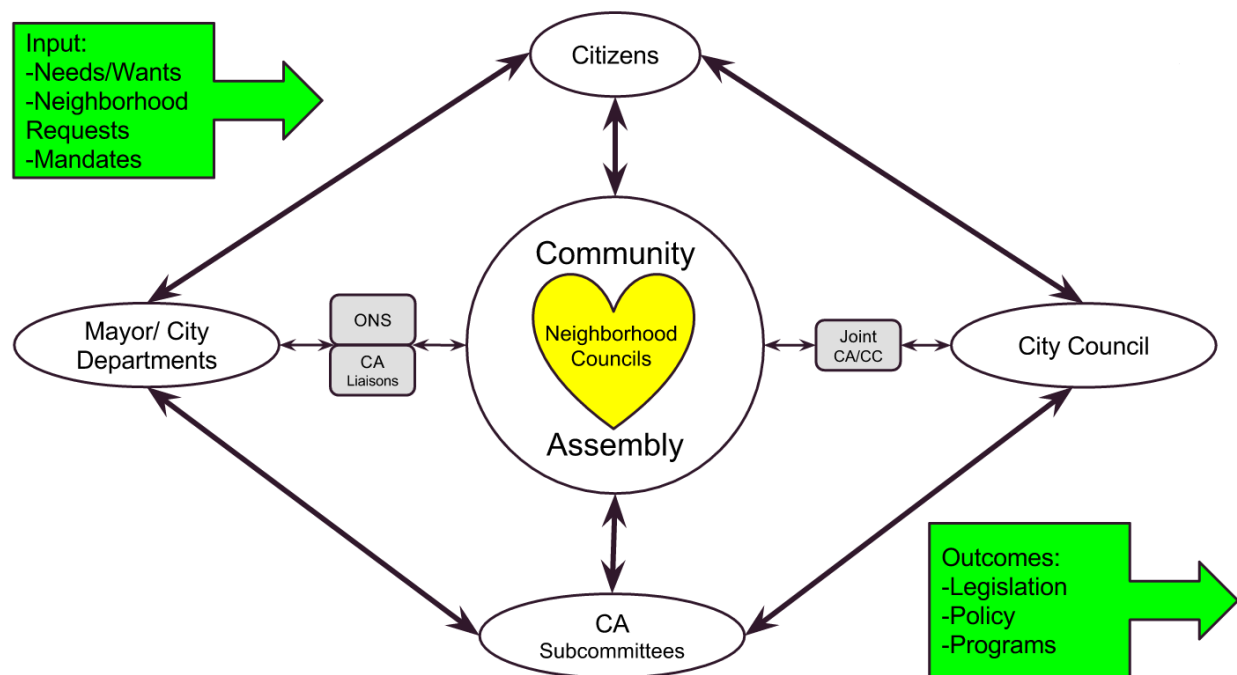 Input:
-Needs/Wants
-Neighborhood
Requests
-Mandates
Citizens
Community
Neighborhood
Councils
Assembly
Mayor/ City
Departments
ONS
CA
Liaisons
Joint
CA/CC
City Council
CA
Subcommittees
Outcomes:
-Legislation
-Policy
-Programs